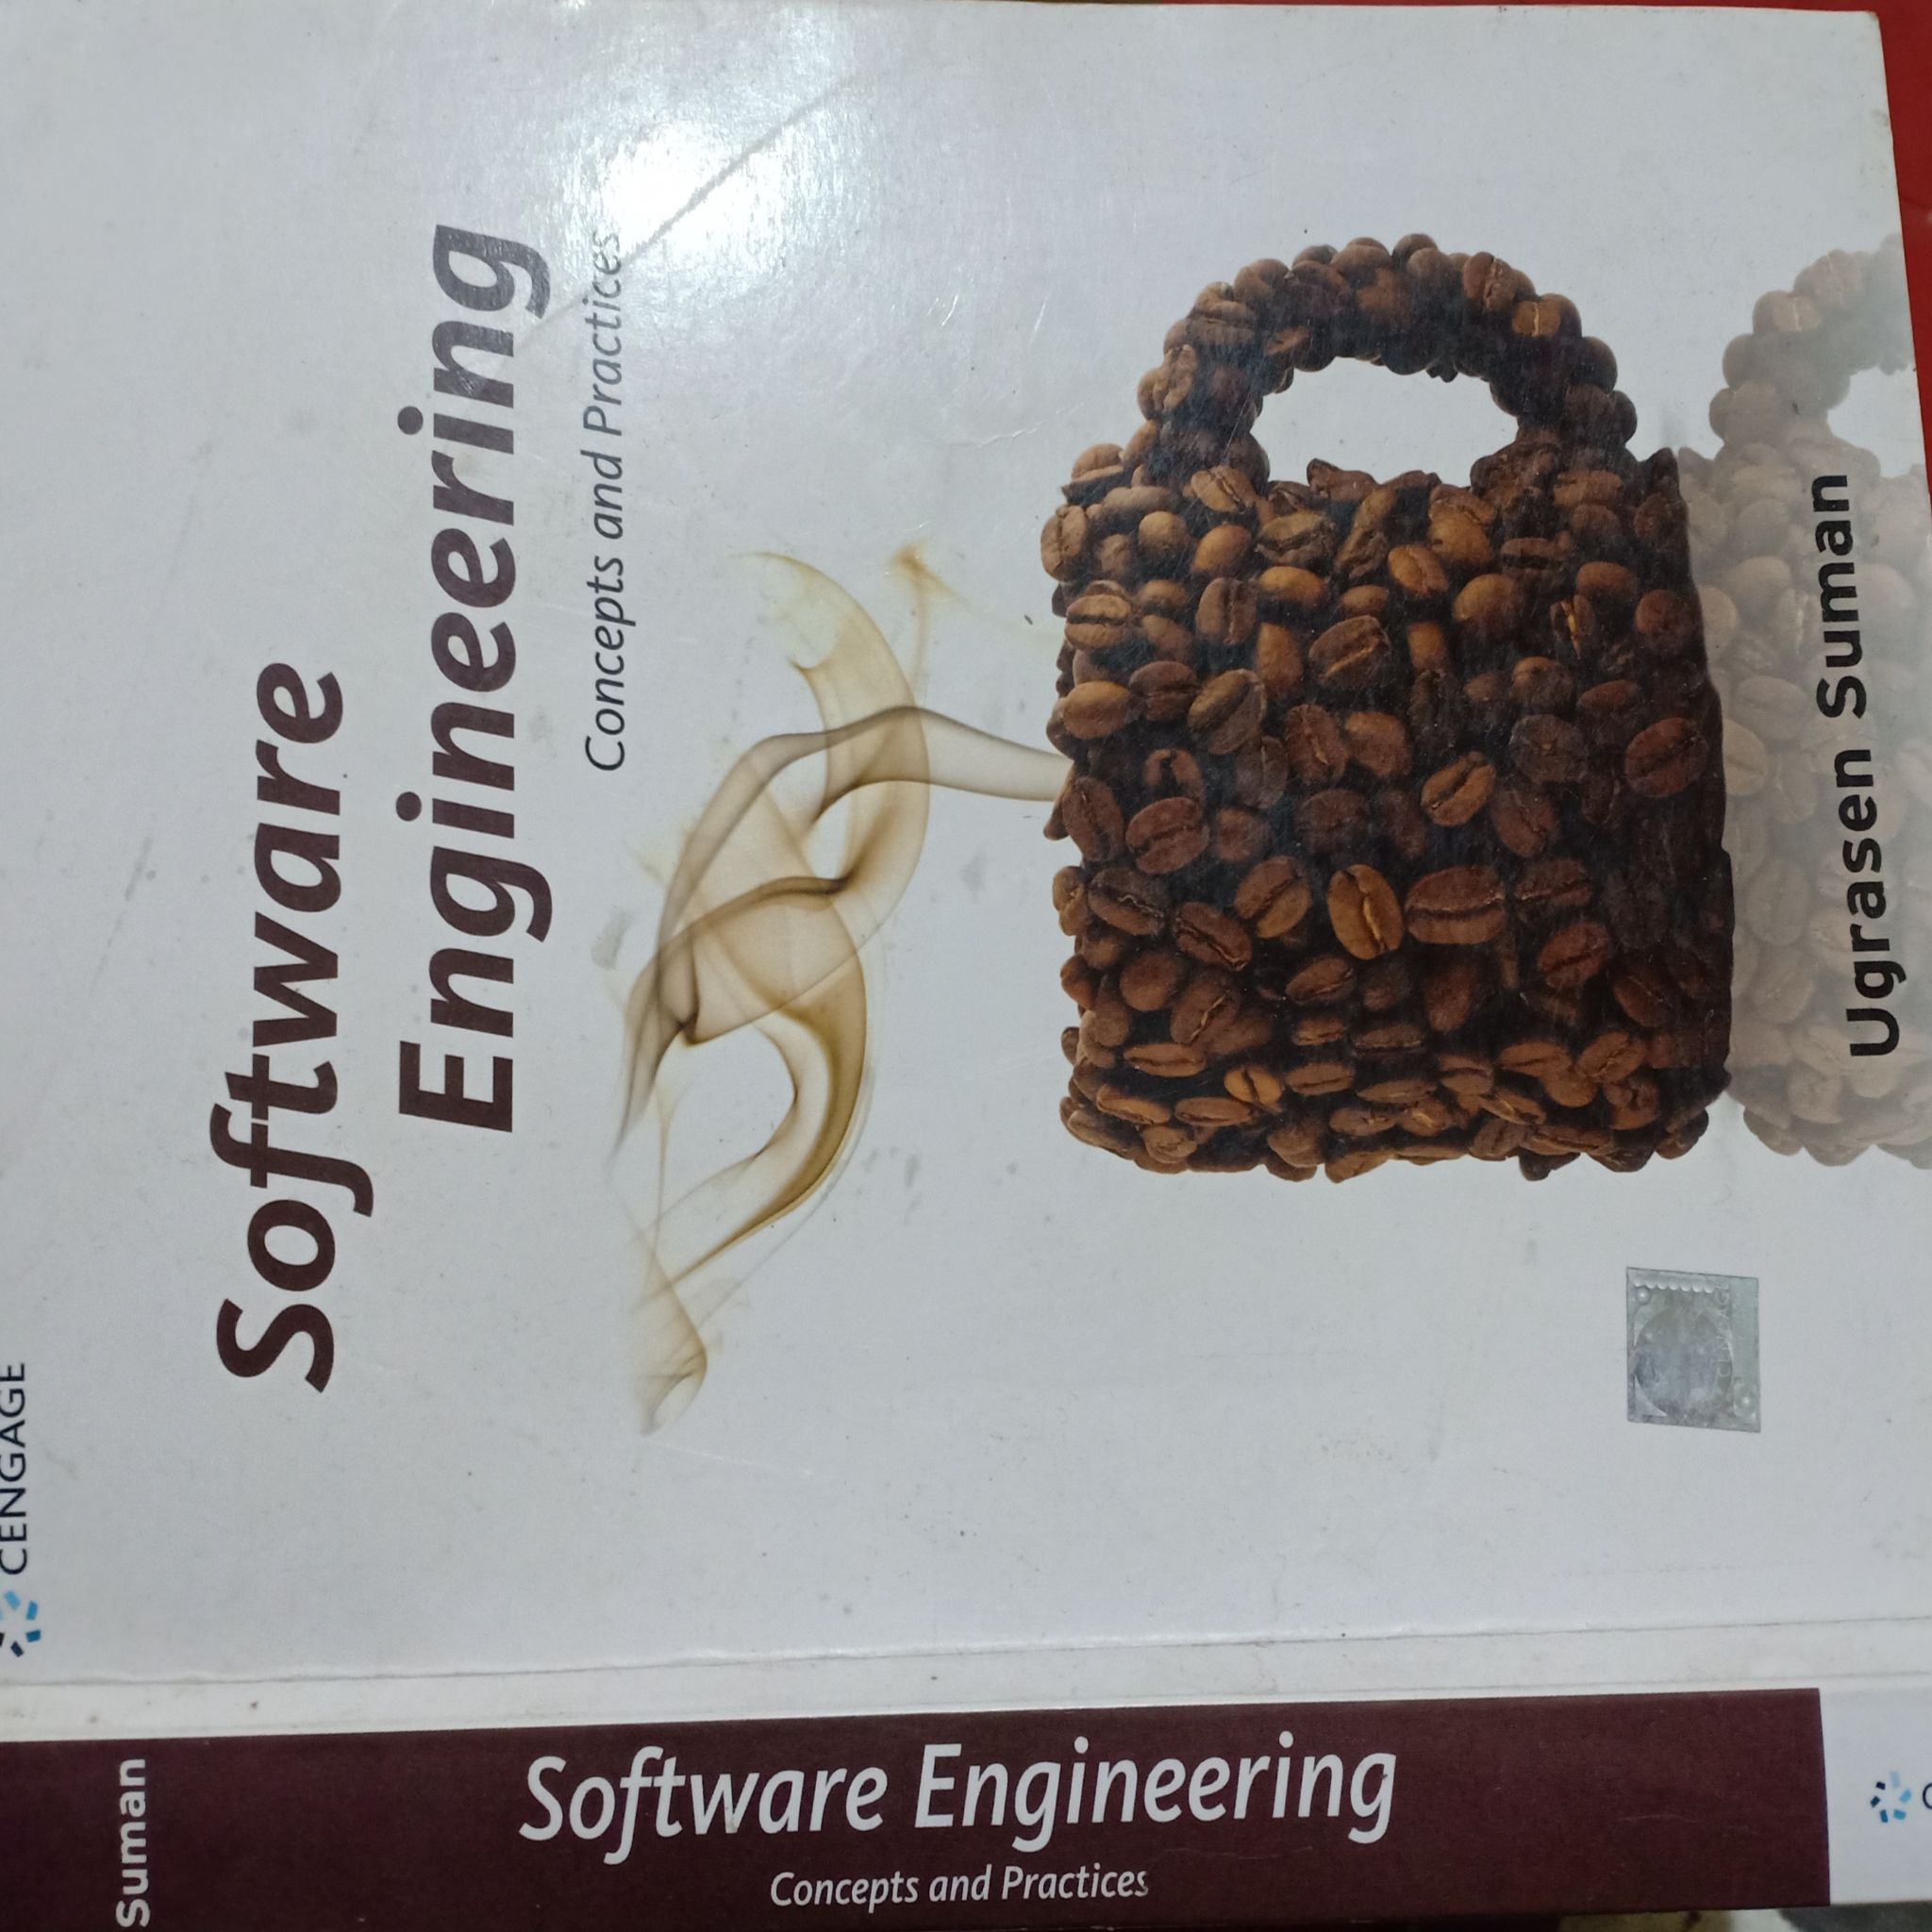 CENGAGE
Software
Engineering
Concepts and Practices
Ugrasen Suman
Suman
Software Engineering
Concepts and Practices